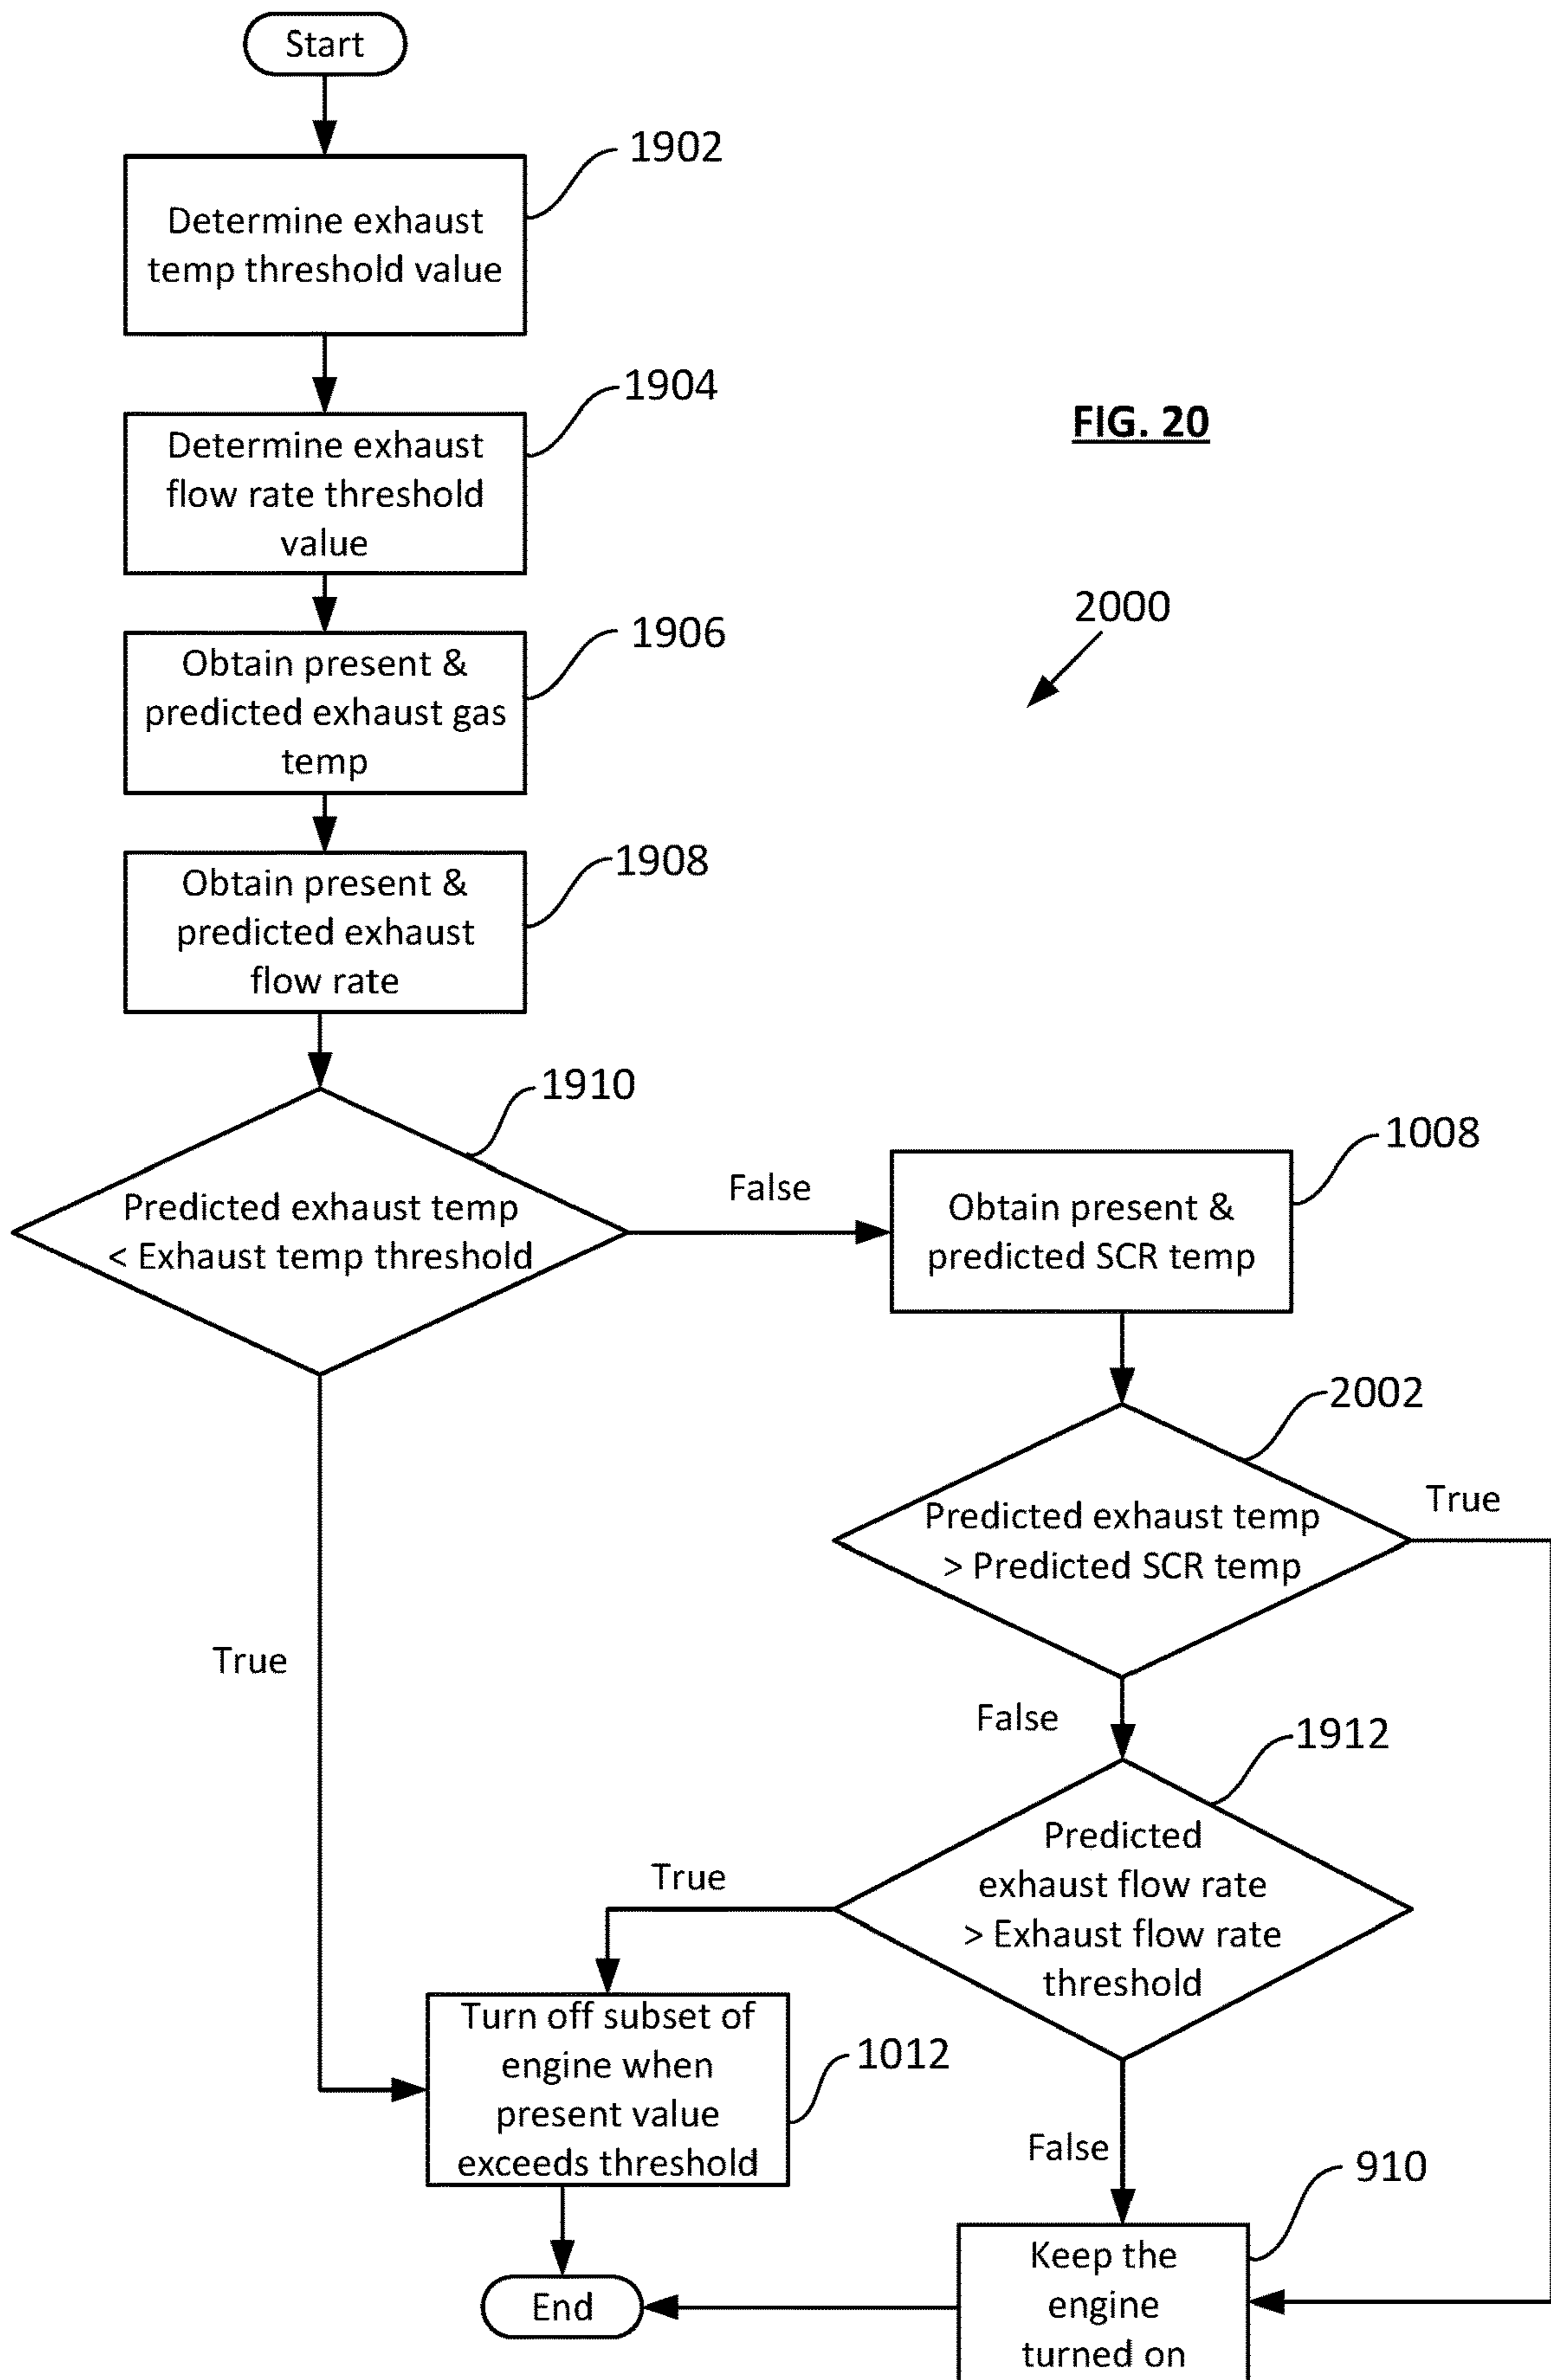 Start
1902
Determine exhaust
temp threshold value
1904
Determine exhaust
flow rate threshold
value
FIG. 20
2000
1906
Obtain present &
predicted exhaust gas
temp
1908
Obtain present &
predicted exhaust
flow rate
1910
Predicted exhaust temp
< Exhaust temp threshold
False
1008
Obtain present &
predicted SCR temp
2002
Predicted exhaust temp
> Predicted SCR temp
True
True
False
1912
Predicted
exhaust flow rate
> Exhaust flow rate
threshold
True
Turn off subset of
engine when
present value
exceeds threshold
1012
False
910
Keep the
engine
turned on
End